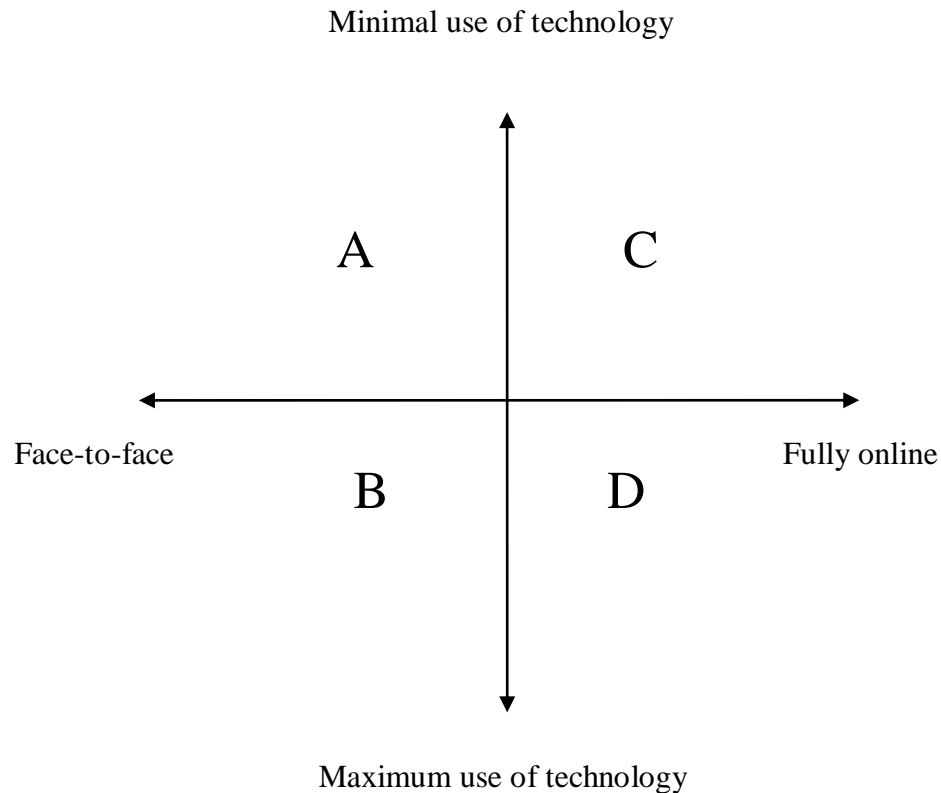 Minimal use of technology
A
C
Face-to-face
Fully online
B
D
Maximum use of technology